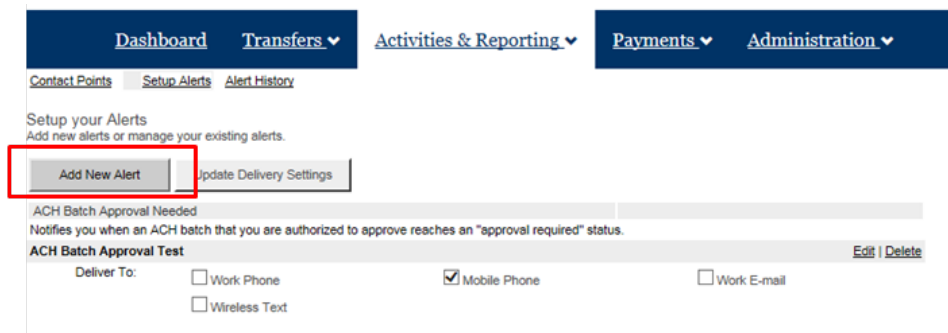 Dashboard Transfers Activities & Reporting Payments Administration
Contact Points Setup Alerts Alert History
Setup your Alerts
Add new alerts or manage your existing alerts.
Add New Alert Update Delivery Settings
ACH Batch Approval Needed
Notifies you when an ACH batch that you are authorized to approve reaches an "approval required" status.
ACH Batch Approval Test Edit | Delete
Deliver To: Work Phone Mobile Phone Work E-mail
Wireless Text